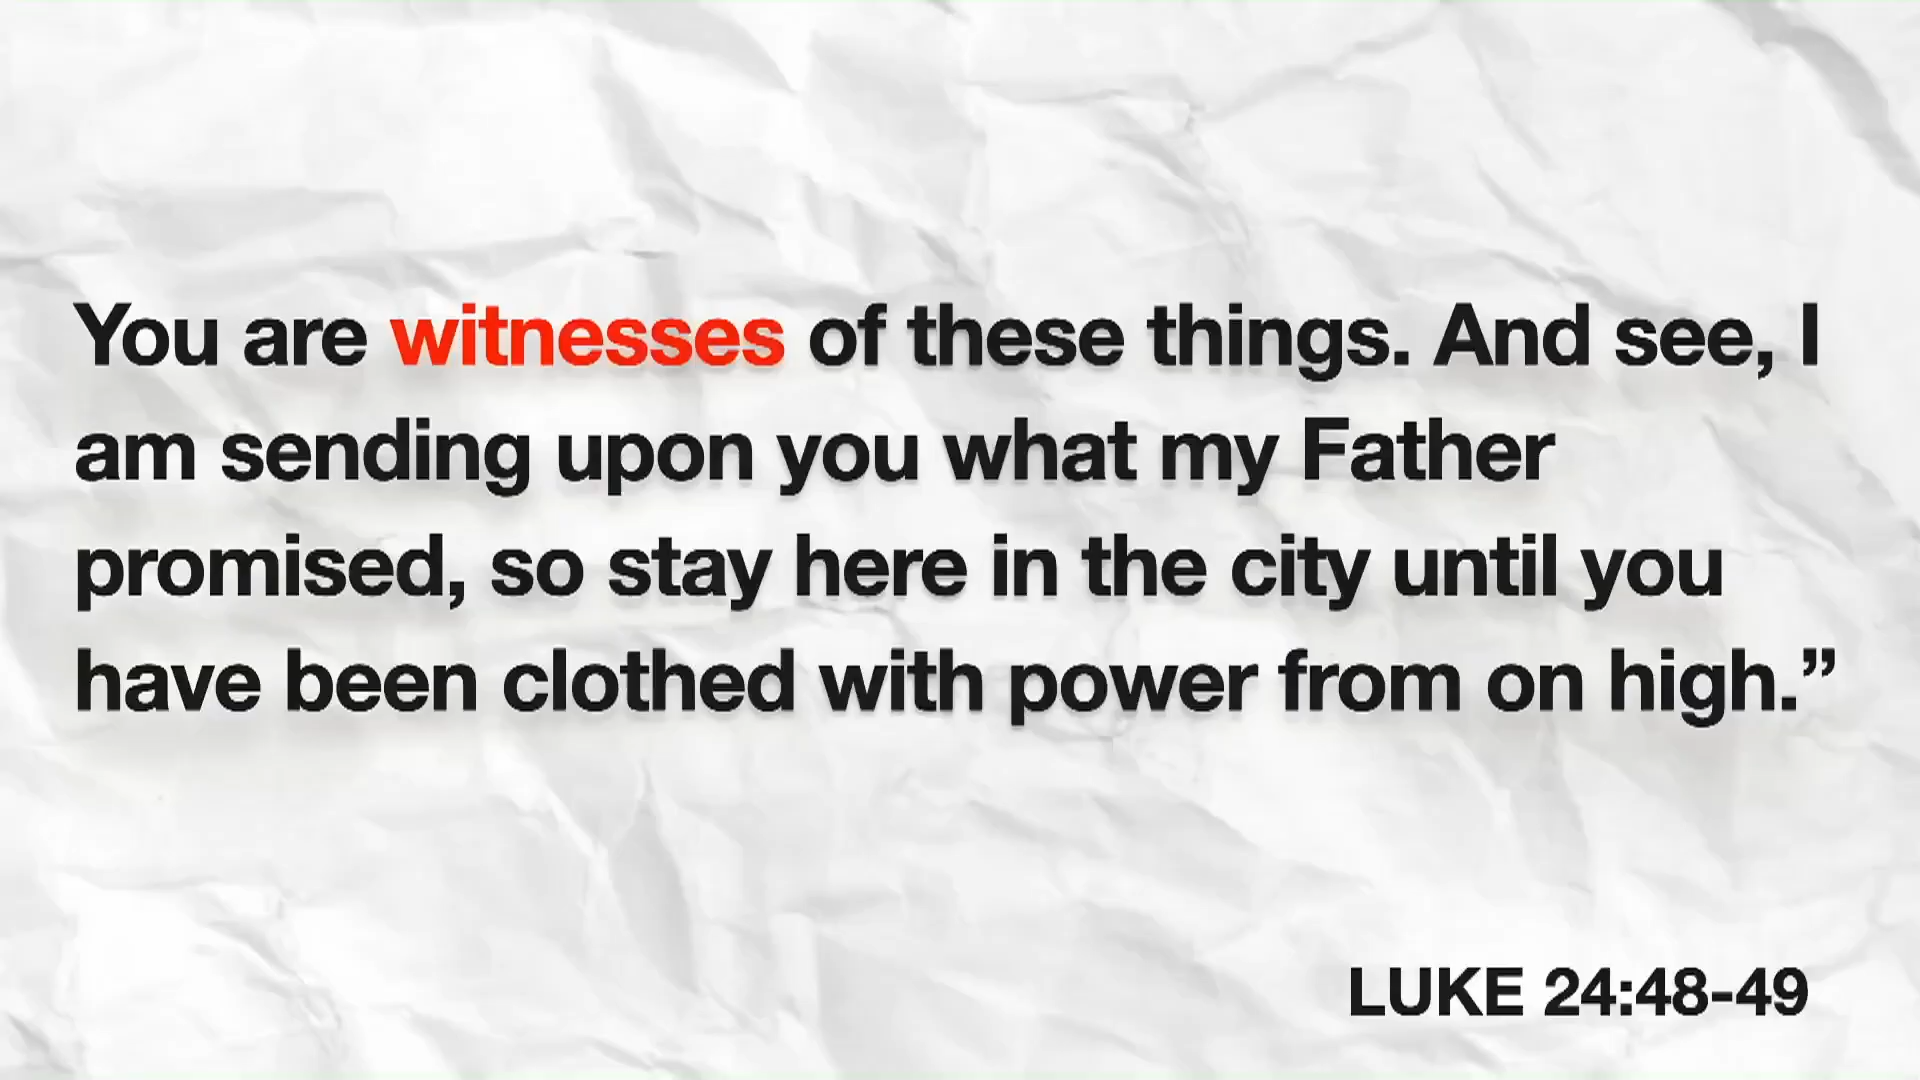 You are witnesses of these things. And see, I
am sending upon you what my Father
promised, so stay here in the city until you
have been clothed with power from on high.”
LUKE 24:48-49